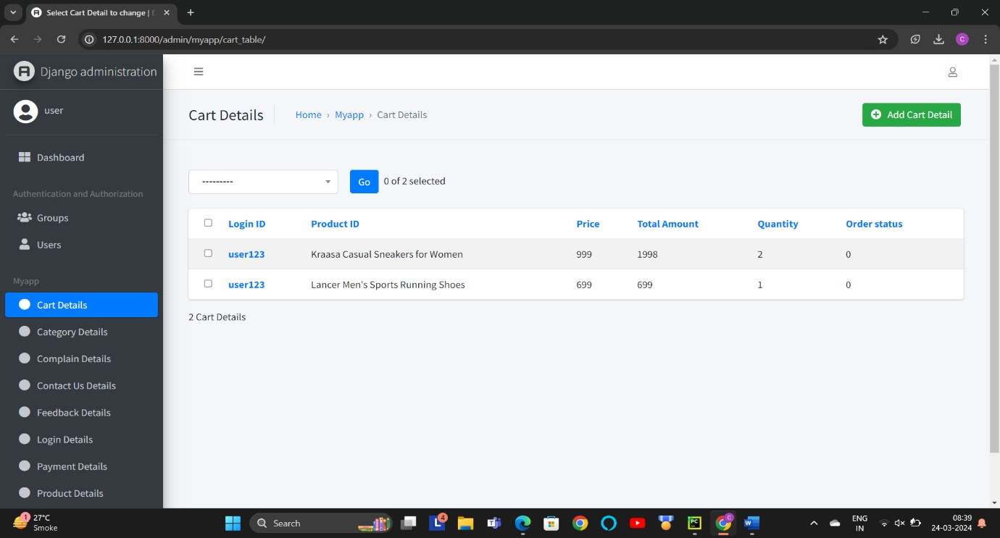 Select Cart Detail to change |
127.0.0.1:8000/admin/myapp/cart_table/
C
Django administration
user
Cart Details
Home › Myapp › Cart Details
Add Cart Detail
Dashboard
---------
Go
0 of 2 selected
Authentication and Authorization
Groups
Users
Login ID Product ID Price Total Amount Quantity Order status
user123 Kraasa Casual Sneakers for Women 999 1998 2 0
user123 Lancer Men's Sports Running Shoes 699 699 1 0
2 Cart Details
Myapp
Cart Details
Category Details
Complain Details
Contact Us Details
Feedback Details
Login Details
Payment Details
Product Details
1
27°C
Smoke
Search
L
4
PC
C
W
ENG
IN
08:39
24-03-2024